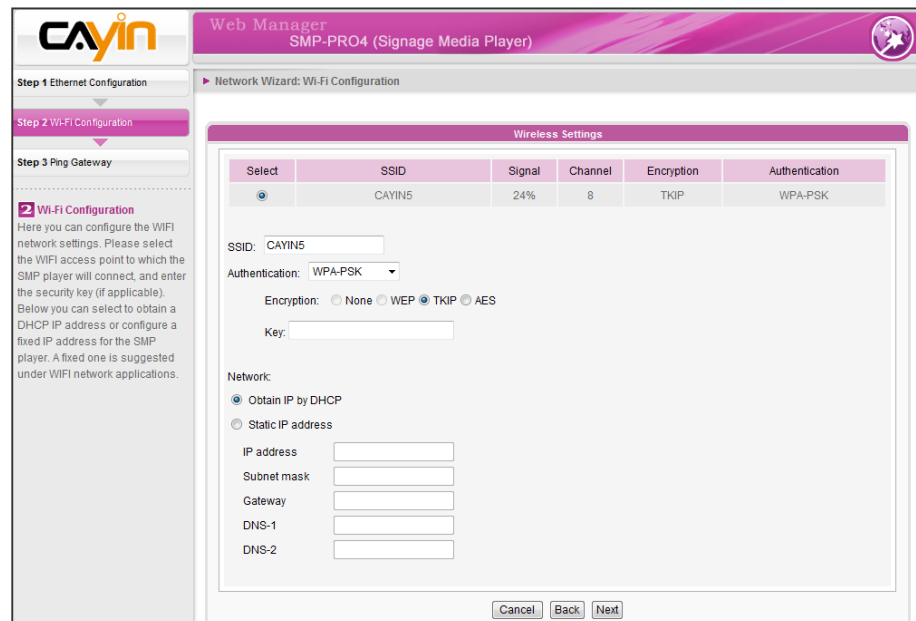 CAYIN
Web Manager
SMP-PRO4 (Signage Media Player)
Step 1 Ethernet Configuration
Step 2 Wi-Fi Configuration
Step 3 Ping Gateway
2 Wi-Fi Configuration
Here you can configure the WIFI
network settings. Please select
the WIFI access point to which the
SMP player will connect, and enter
the security key (if applicable).
Below you can select to obtain a
DHCP IP address or configure a
fixed IP address for the SMP
player. A fixed one is suggested
under WIFI network applications.
Network Wizard: Wi-Fi Configuration
Wireless Settings
Select SSID Signal Channel Encryption Authentication
CAYIN5 24% 8 TKIP WPA-PSK
SSID: CAYIN5
Authentication: WPA-PSK
Encryption: None WEP TKIP AES
Key:
Network:
Obtain IP by DHCP
Static IP address
IP address
Subnet mask
Gateway
DNS-1
DNS-2
Cancel Back Next